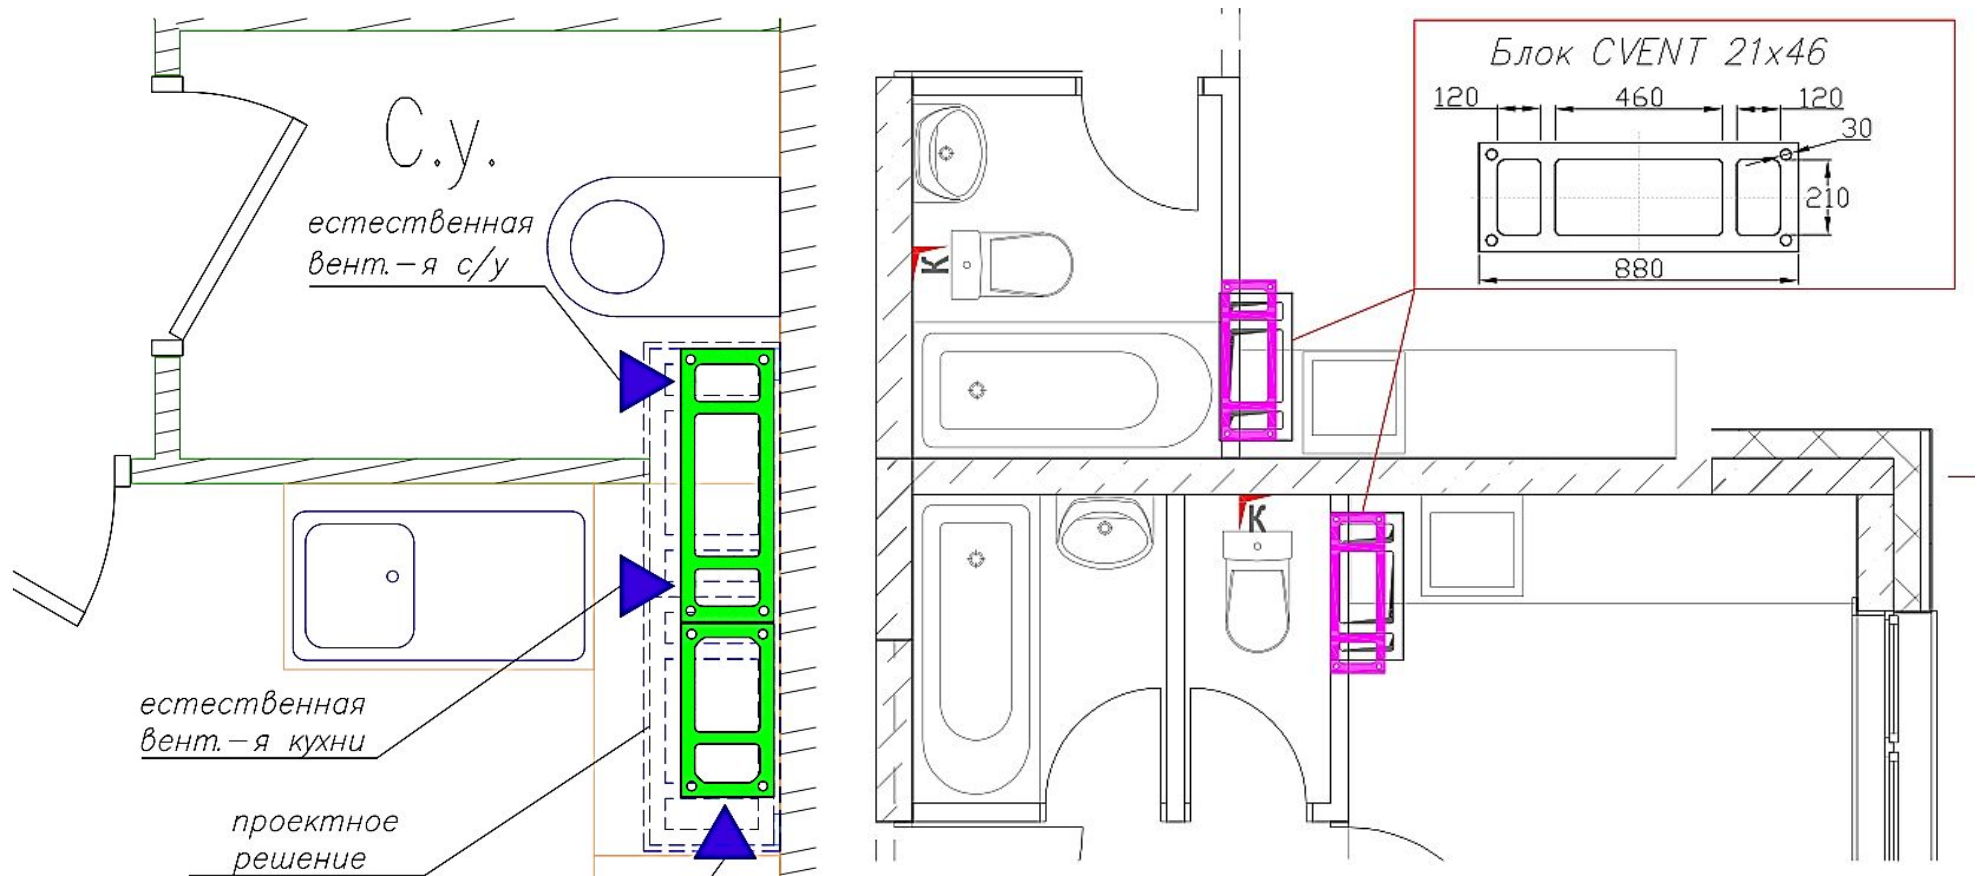 С.у.
естественная
вент.-я с/у
естественная
вент.-я кухни
проектное
решение
Блок CVENT 21x46
120
460
120
30
210
880
К
К